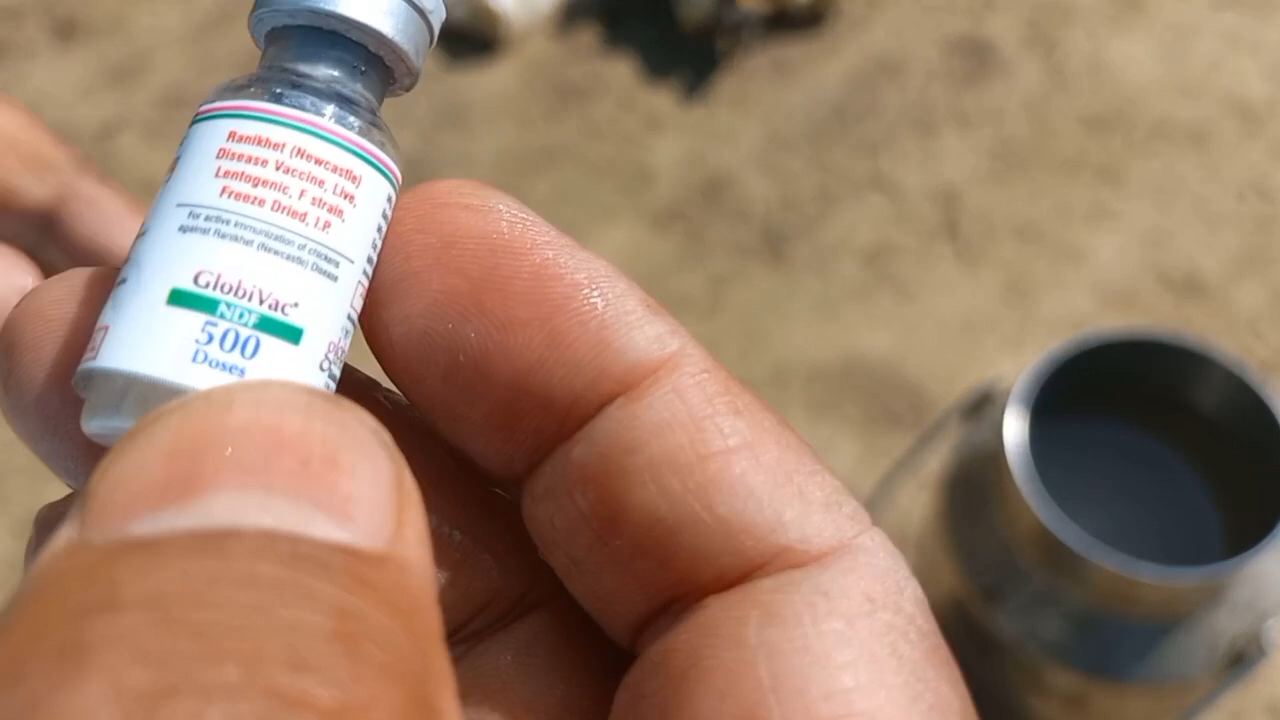 Ranikhet (Newcastle)
Disease Vaccine, Live,
Lentogenic, F strain,
Freeze Dried, I.P.
For active immunization of chickens
against Ranikhet (Newcastle) Disease
GlobiVac®
NDF
500
Doses